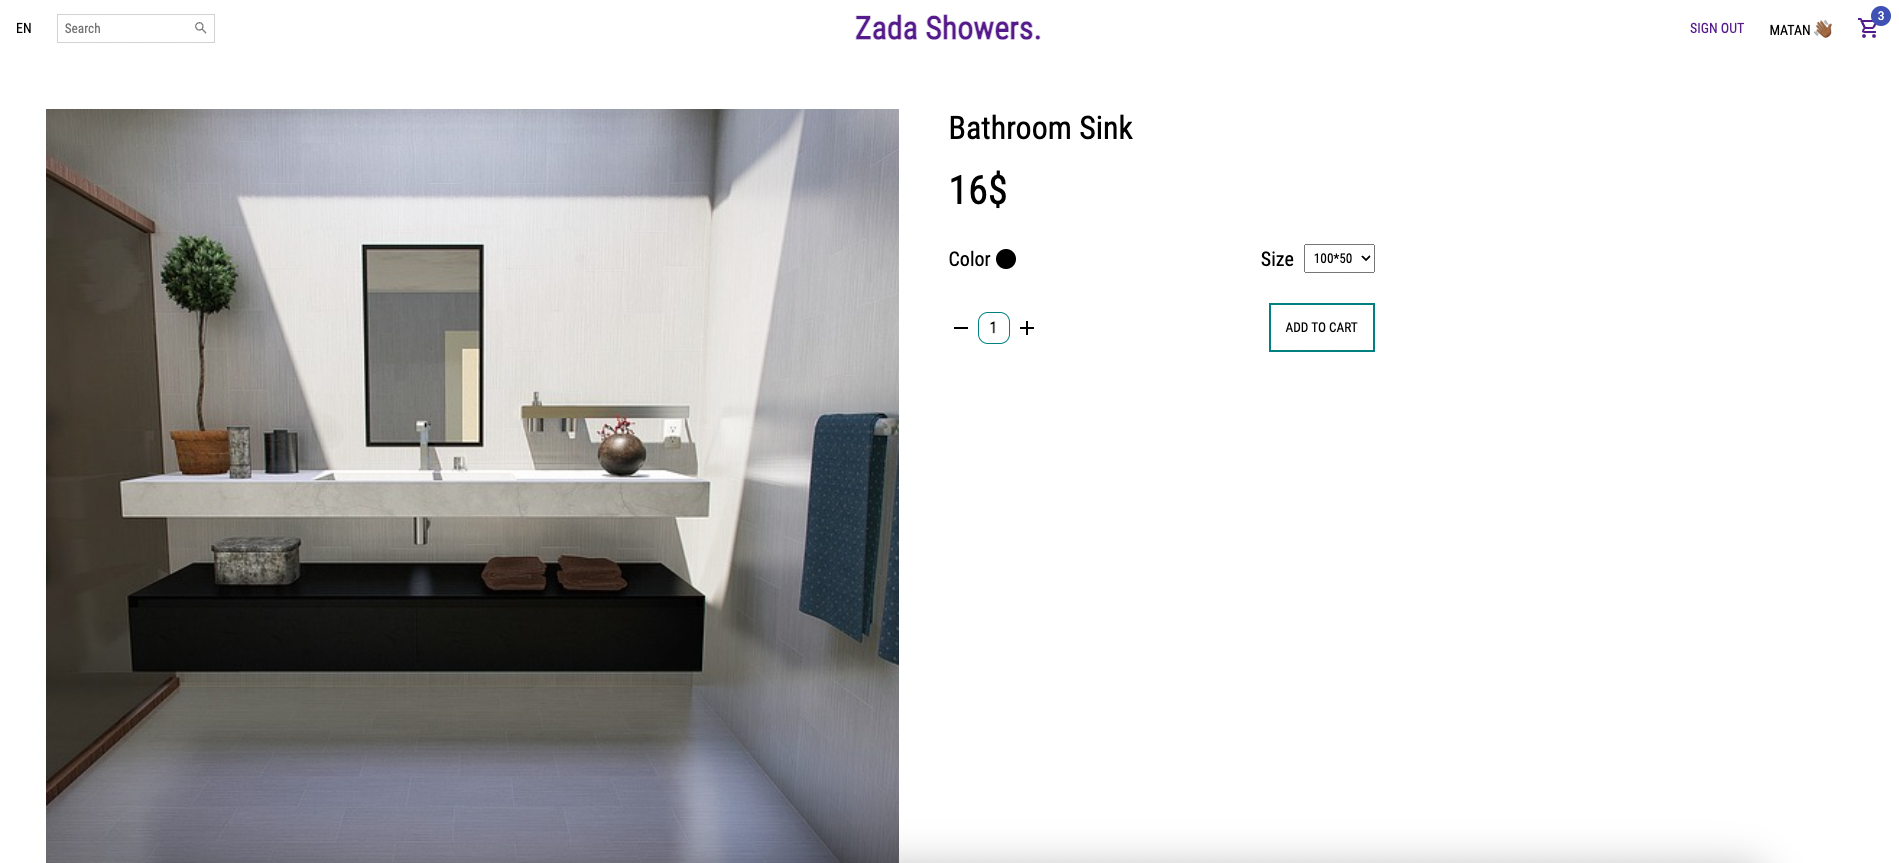 EN
Search
Zada Showers.
SIGN OUT
MATAN 👋🏾
3
Bathroom Sink
16$
Color
Size
100*50
1
ADD TO CART